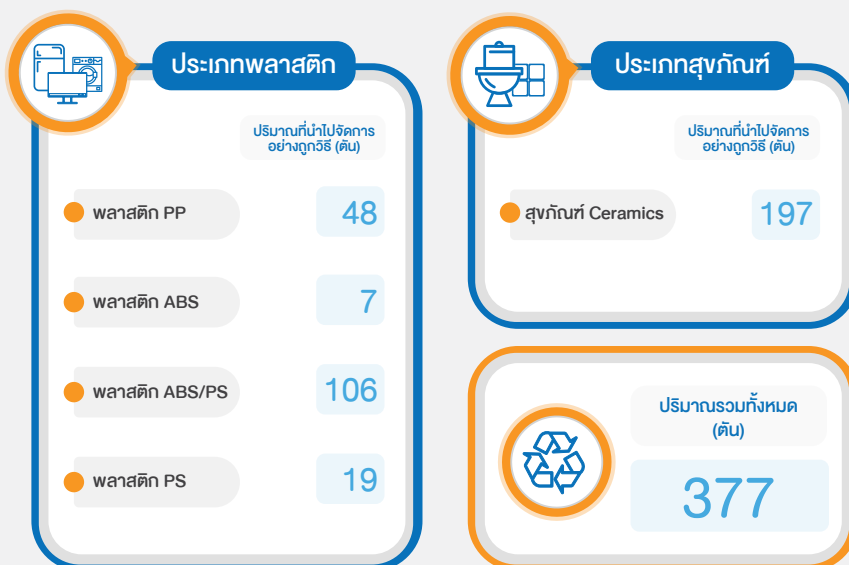 ประเภทพลาสติก
ปริมาณที่นำไปจัดการ
อย่างถูกวิธี (ตัน)
พลาสติก PP
48
พลาสติก ABS
7
พลาสติก ABS/PS
106
พลาสติก PS
19
ประเภทสุขภัณฑ์
ปริมาณที่นำไปจัดการ
อย่างถูกวิธี (ตัน)
สุขภัณฑ์ Ceramics
197
ปริมาณรวมทั้งหมด
(ตัน)
377